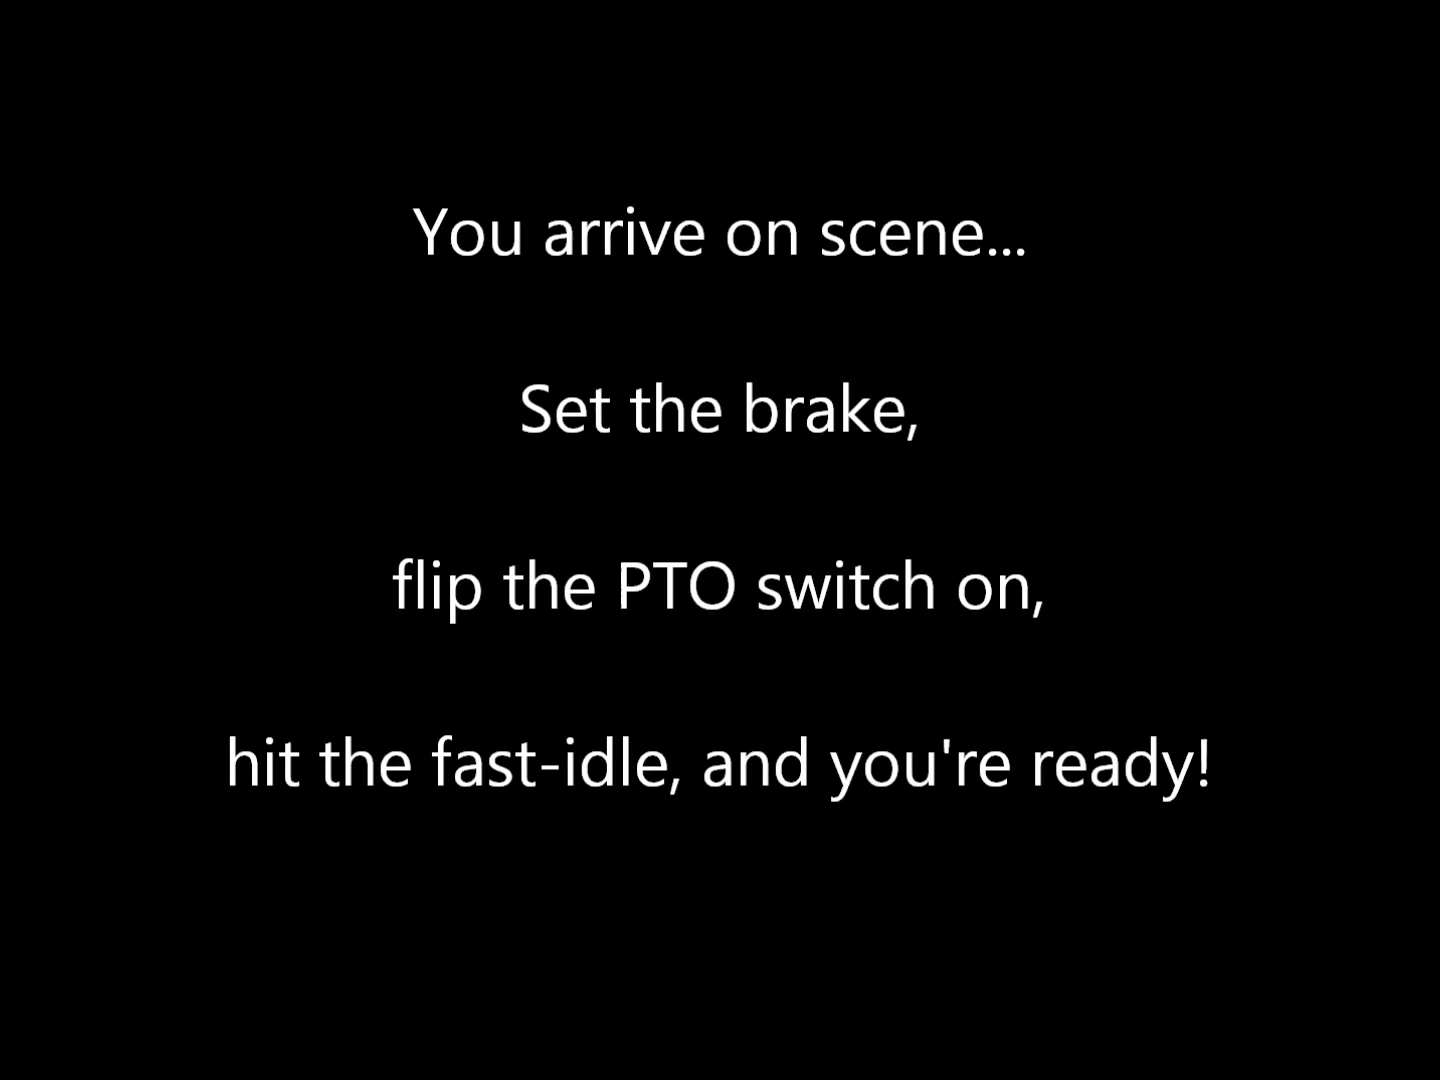 You arrive on scene...
Set the brake,
flip the PTO switch on,
hit the fast-idle, and you're ready!